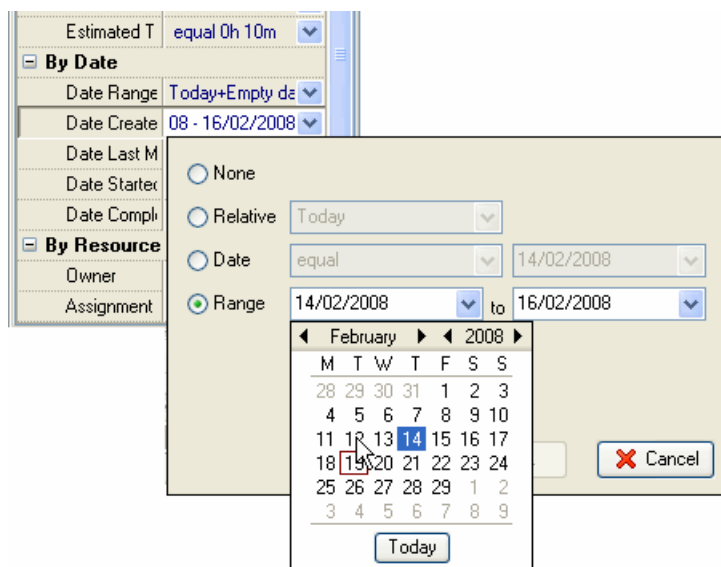 Estimated T equal 0h 10m
By Date
Date Range Today+Empty da
Date Create 08 - 16/02/2008
Date Last M
Date Starte
Date Compl
By Resource
Owner
Assignment
None
Relative Today
Date equal 14/02/2008
Range 14/02/2008 to 16/02/2008
February 2008
M T W T F S S
28 29 30 31 1 2 3
4 5 6 7 8 9 10
11 12 13 14 15 16 17
18 19 20 21 22 23 24
25 26 27 28 29 1 2
3 4 5 6 7 8 9
Today
Cancel